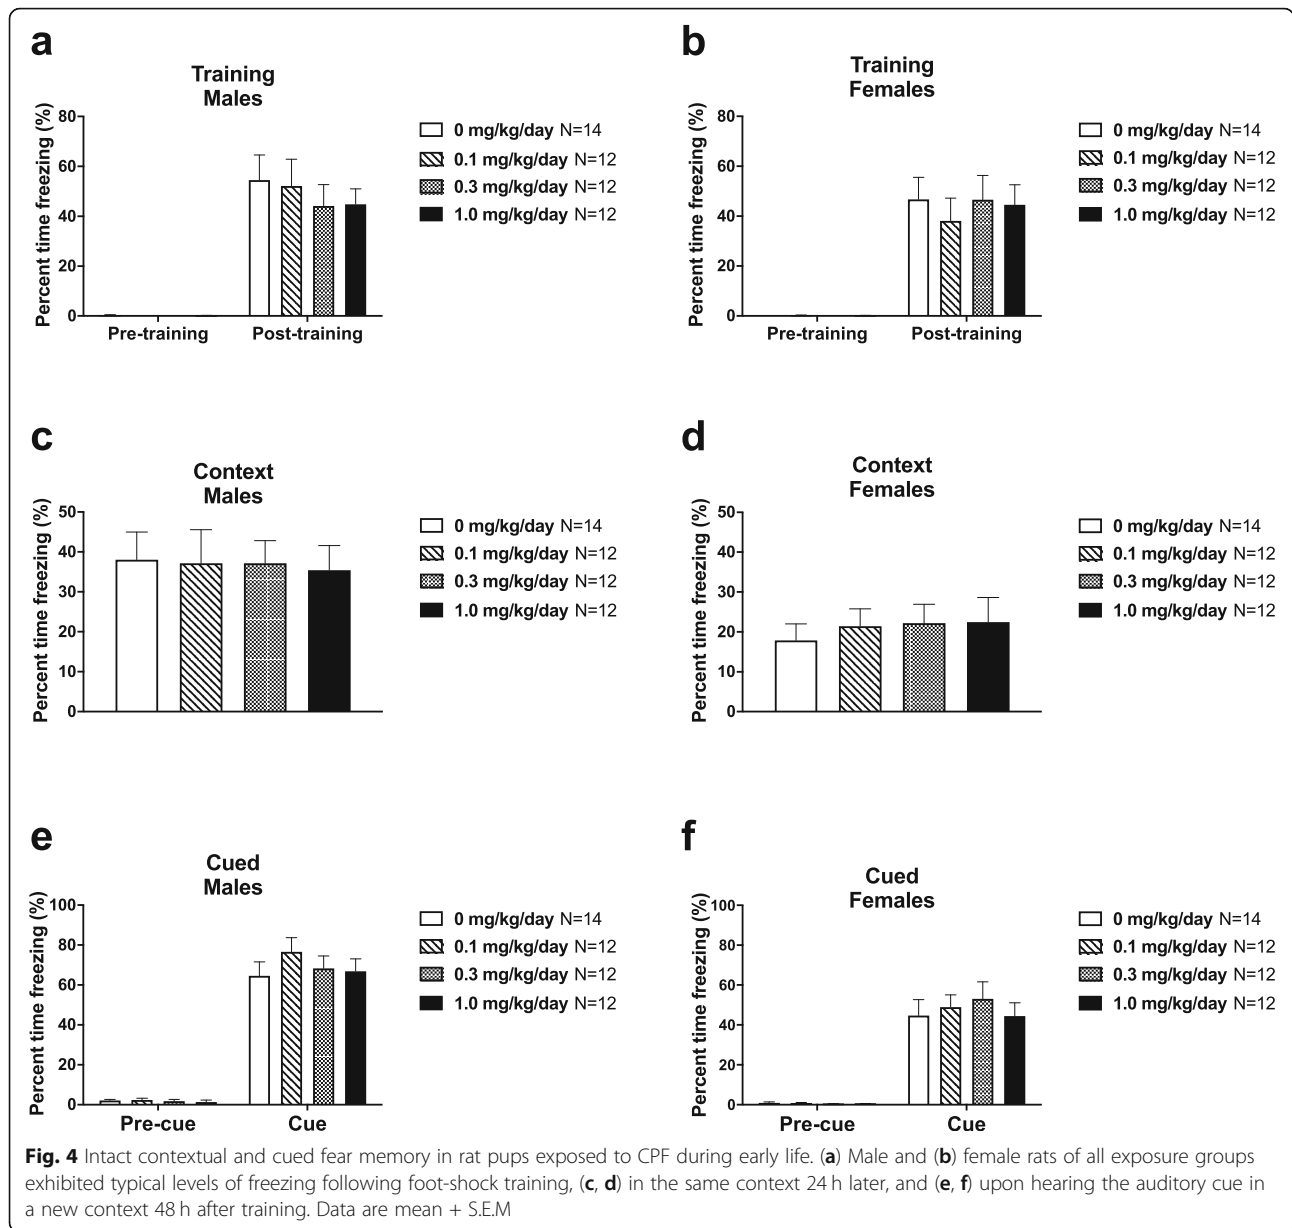 a
Training
Males
Percent time freezing (%)
80
60
40
20
0
Pre-training
Post-training
0 mg/kg/day N=14
0.1 mg/kg/day N=12
0.3 mg/kg/day N=12
1.0 mg/kg/day N=12
b
Training
Females
Percent time freezing (%)
80
60
40
20
0
Pre-training
Post-training
0 mg/kg/day N=14
0.1 mg/kg/day N=12
0.3 mg/kg/day N=12
1.0 mg/kg/day N=12
c
Context
Males
Percent time freezing (%)
50
40
30
20
10
0
0 mg/kg/day N=14
0.1 mg/kg/day N=12
0.3 mg/kg/day N=12
1.0 mg/kg/day N=12
d
Context
Females
Percent time freezing (%)
50
40
30
20
10
0
0 mg/kg/day N=14
0.1 mg/kg/day N=12
0.3 mg/kg/day N=12
1.0 mg/kg/day N=12
e
Cued
Males
Percent time freezing (%)
100
80
60
40
20
0
Pre-cue
Cue
0 mg/kg/day N=14
0.1 mg/kg/day N=12
0.3 mg/kg/day N=12
1.0 mg/kg/day N=12
f
Cued
Females
Percent time freezing (%)
100
80
60
40
20
0
Pre-cue
Cue
0 mg/kg/day N=14
0.1 mg/kg/day N=12
0.3 mg/kg/day N=12
1.0 mg/kg/day N=12
Fig. 4 Intact contextual and cued fear memory in rat pups exposed to CPF during early life. (a) Male and (b) female rats of all exposure groups
exhibited typical levels of freezing following foot-shock training, (c, d) in the same context 24 h later, and (e, f) upon hearing the auditory cue in
a new context 48 h after training. Data are mean + S.E.M